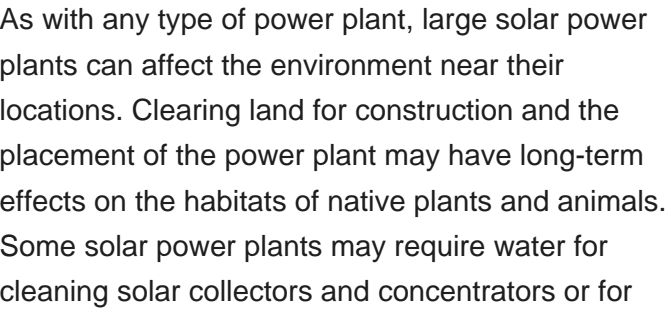 As with any type of power plant, large solar power
plants can affect the environment near their
locations. Clearing land for construction and the
placement of the power plant may have long-term
effects on the habitats of native plants and animals.
Some solar power plants may require water for
cleaning solar collectors and concentrators or for